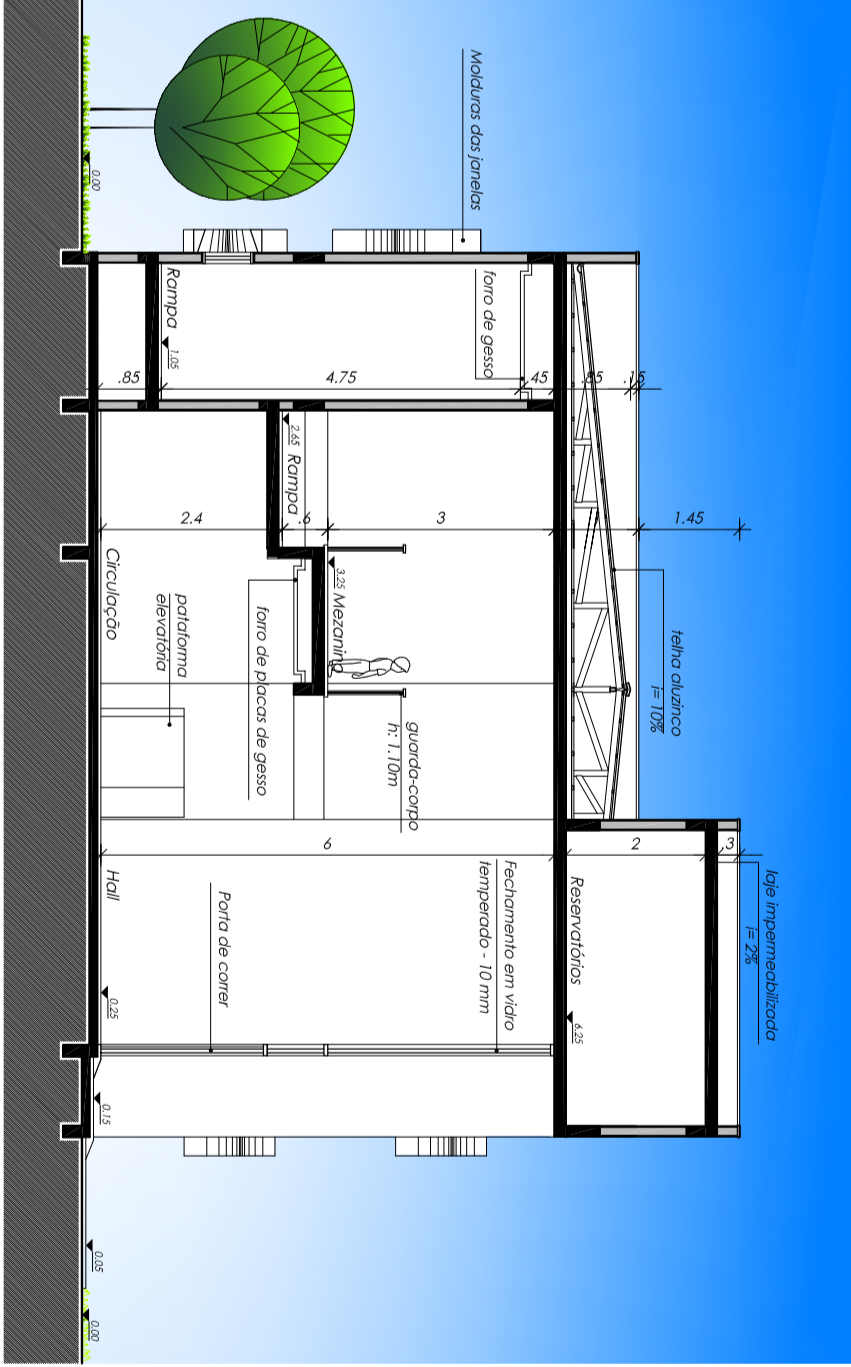 Molduras das janelas
0.00
forro de gesso
Rampa
1.05
.85
4.75
.45
.85
.15
2.65
Rampa
2.4
.6
3
1.45
telha aluzinco
i= 10%
3.25
Mezanino
Circulação
pataforma
elevatória
forro de placas de gesso
guarda-corpo
h: 1.10m
6
2
.3
laje impermeabilizada
i= 2%
Hall
0.25
Porta de correr
Fechamento em vidro
temperado - 10 mm
Reservatórios
6.25
0.15
0.05
0.00